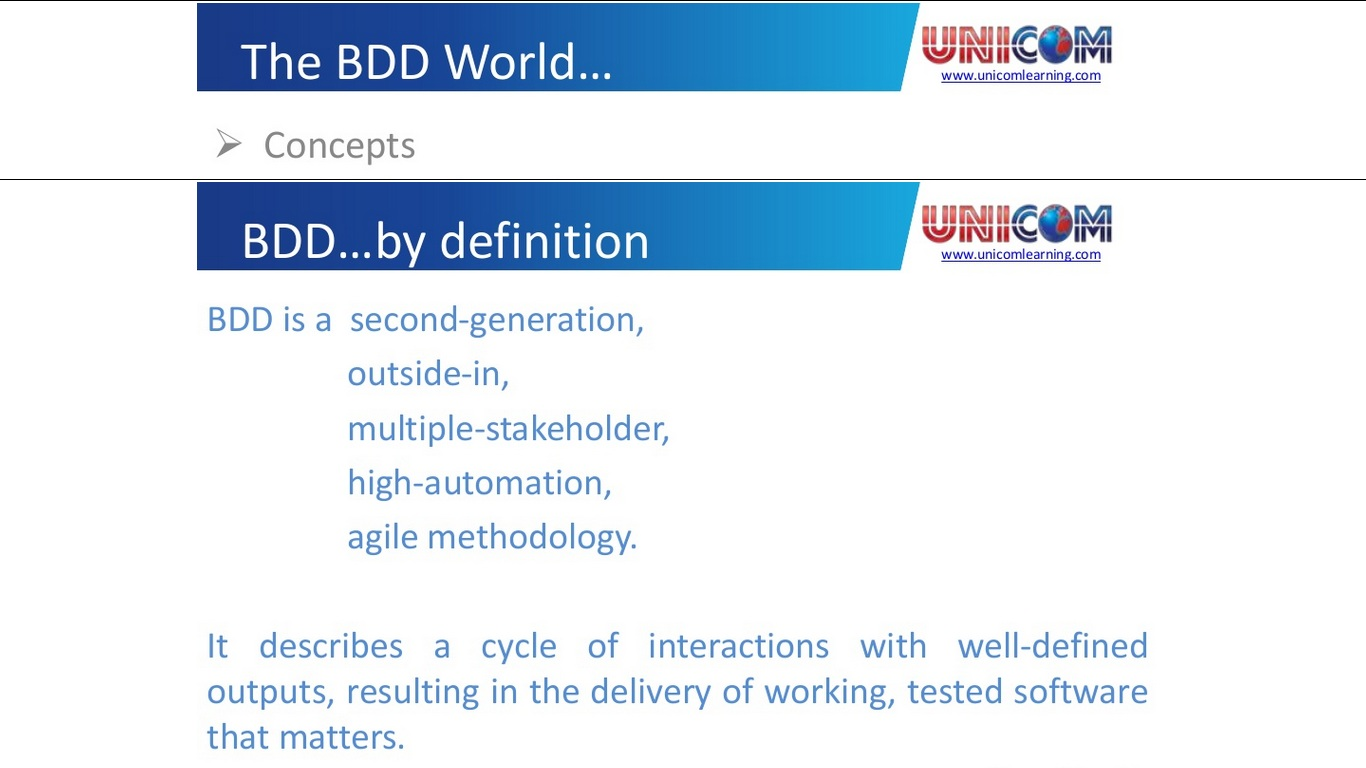 The BDD World...
UNICOM
www.unicomlearning.com
Concepts
BDD...by definition
UNICOM
www.unicomlearning.com
BDD is a second-generation,
outside-in,
multiple-stakeholder,
high-automation,
agile methodology.
It describes a cycle of interactions with well-defined
outputs, resulting in the delivery of working, tested software
that matters.